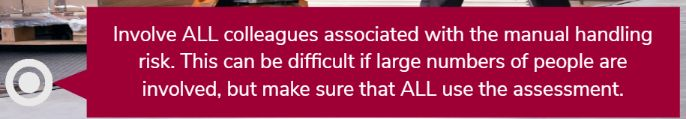 Involve ALL colleagues associated with the manual handling
risk. This can be difficult if large numbers of people are
involved, but make sure that ALL use the assessment.